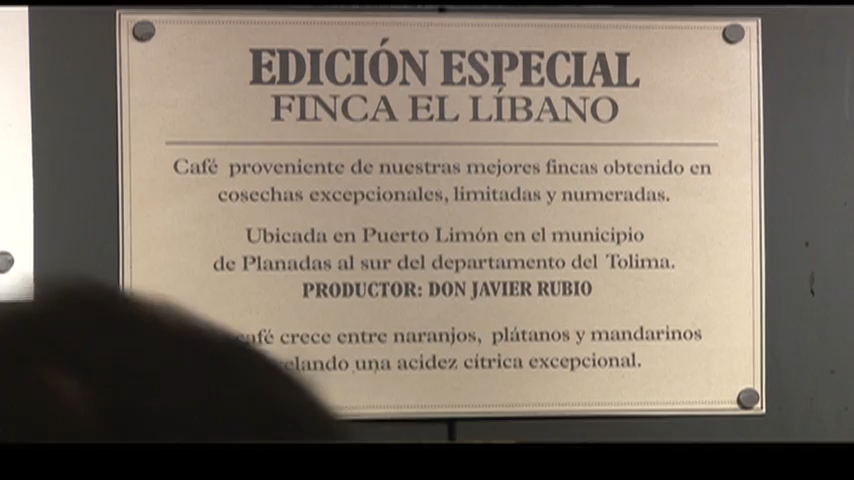 EDICIÓN ESPECIAL
FINCA EL LÍBANO
Café proveniente de nuestras mejores fincas obtenido en
cosechas excepcionales, limitadas y numeradas.
Ubicada en Puerto Limón en el municipio
de Planadas al sur del departamento del Tolima.
PRODUCTOR: DON JAVIER RUBIO
café crece entre naranjos, plátanos y mandarinos
una acidez cítrica excepcional.